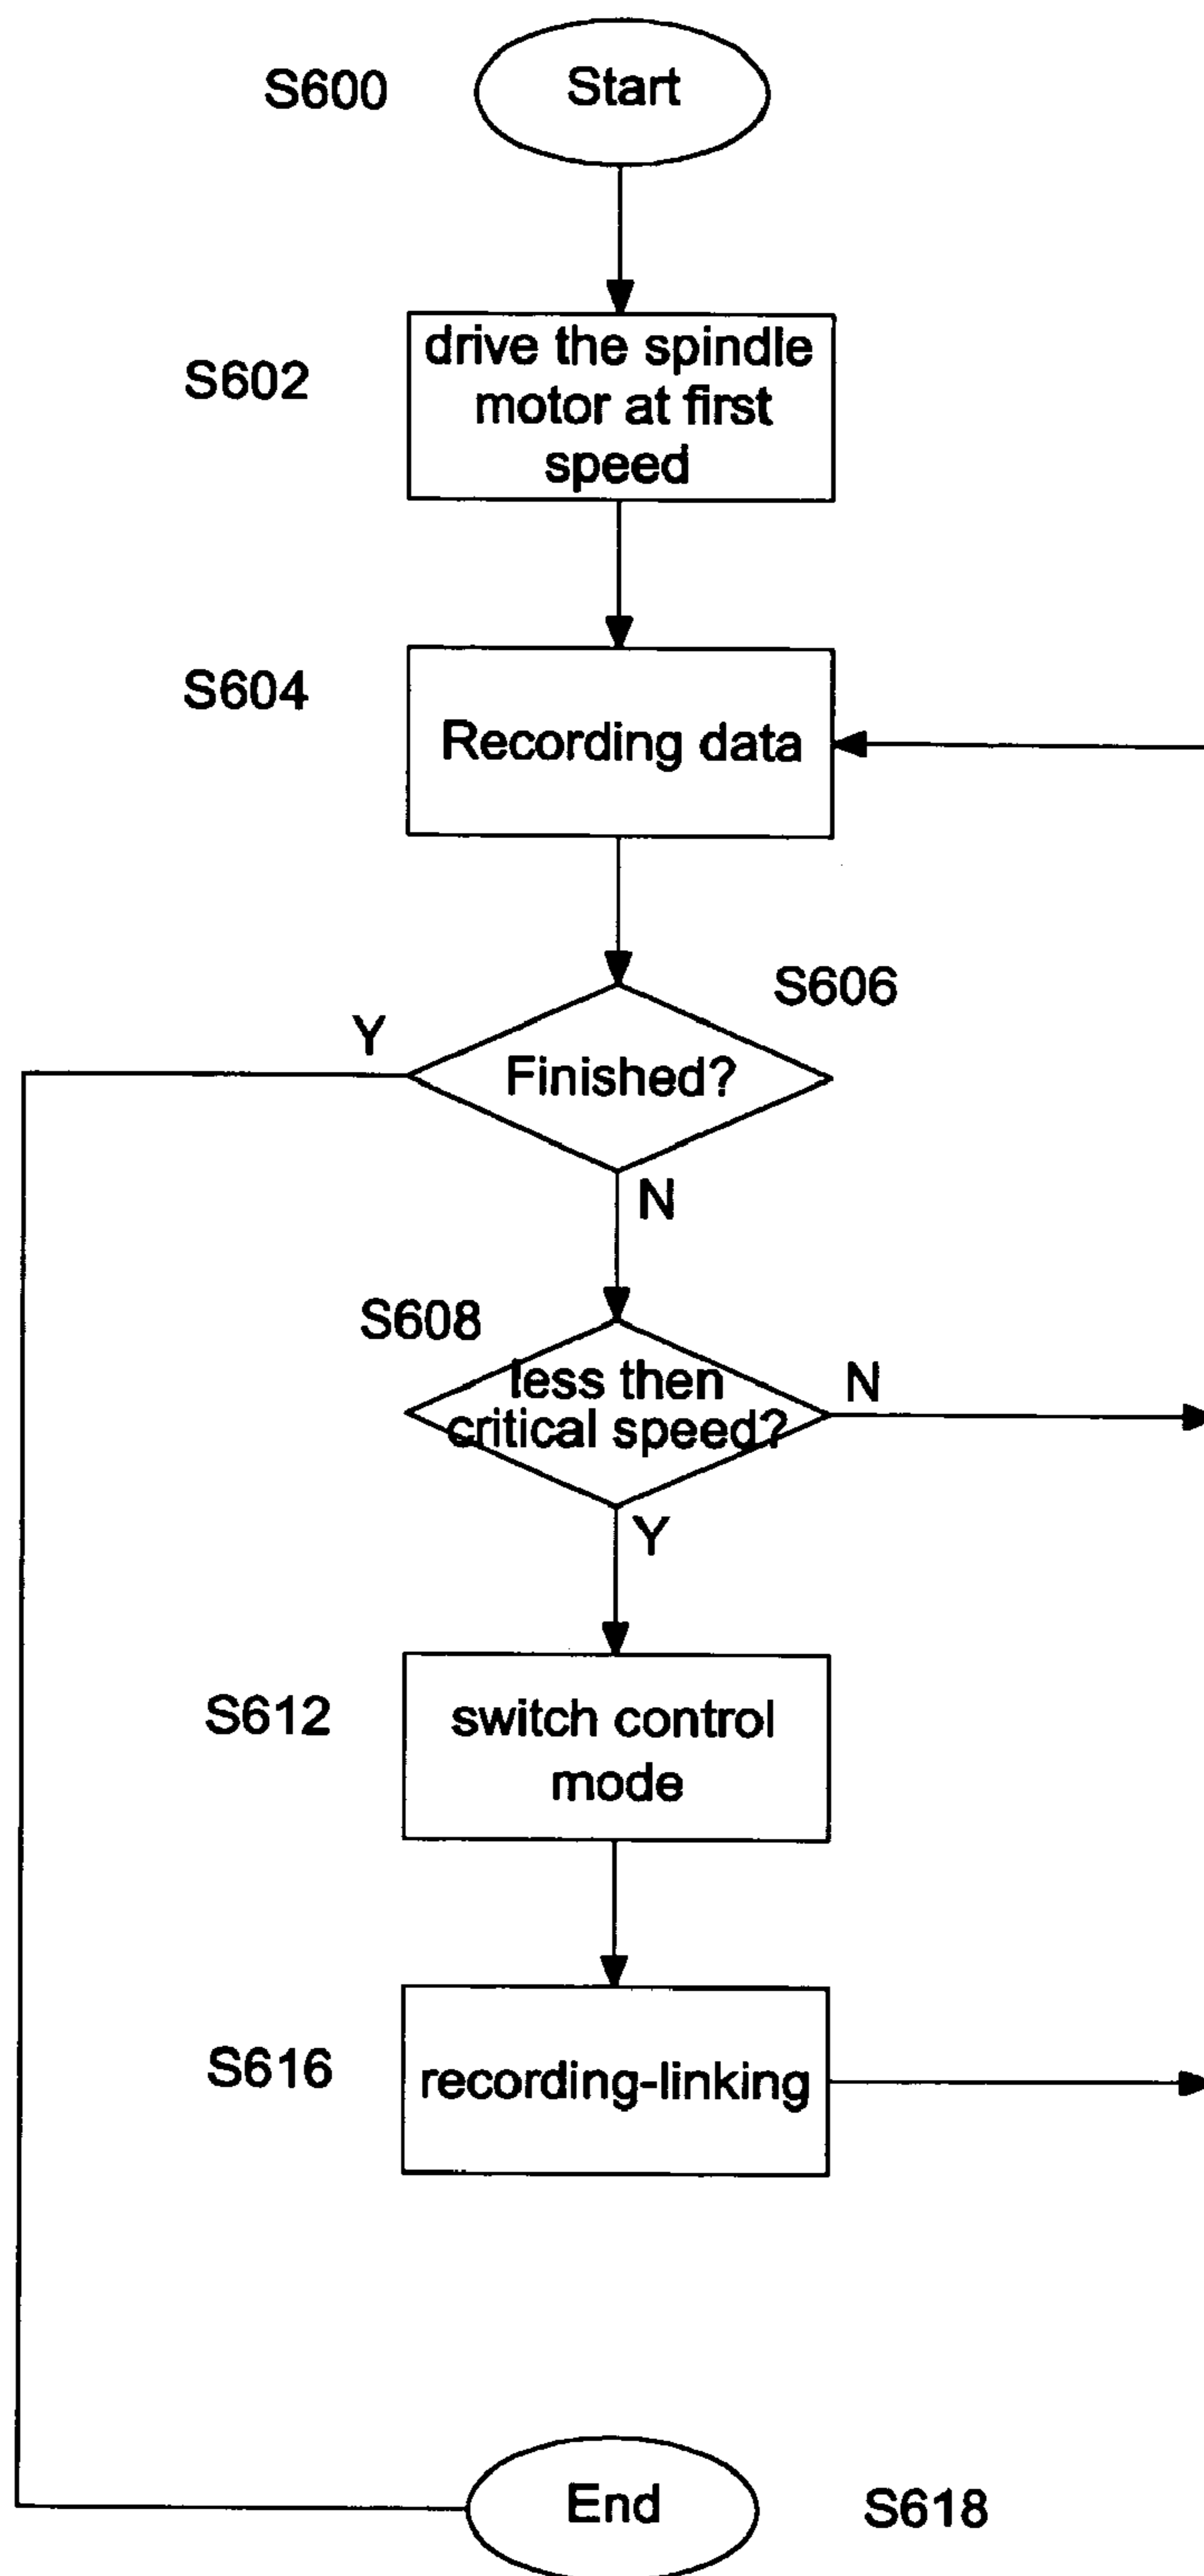 S600
Start
S602
drive the spindle
motor at first
speed
S604
Recording data
S606
Y
Finished?
N
S608
less then
critical speed?
N
Y
S612
switch control
mode
S616
recording-linking
End
S618